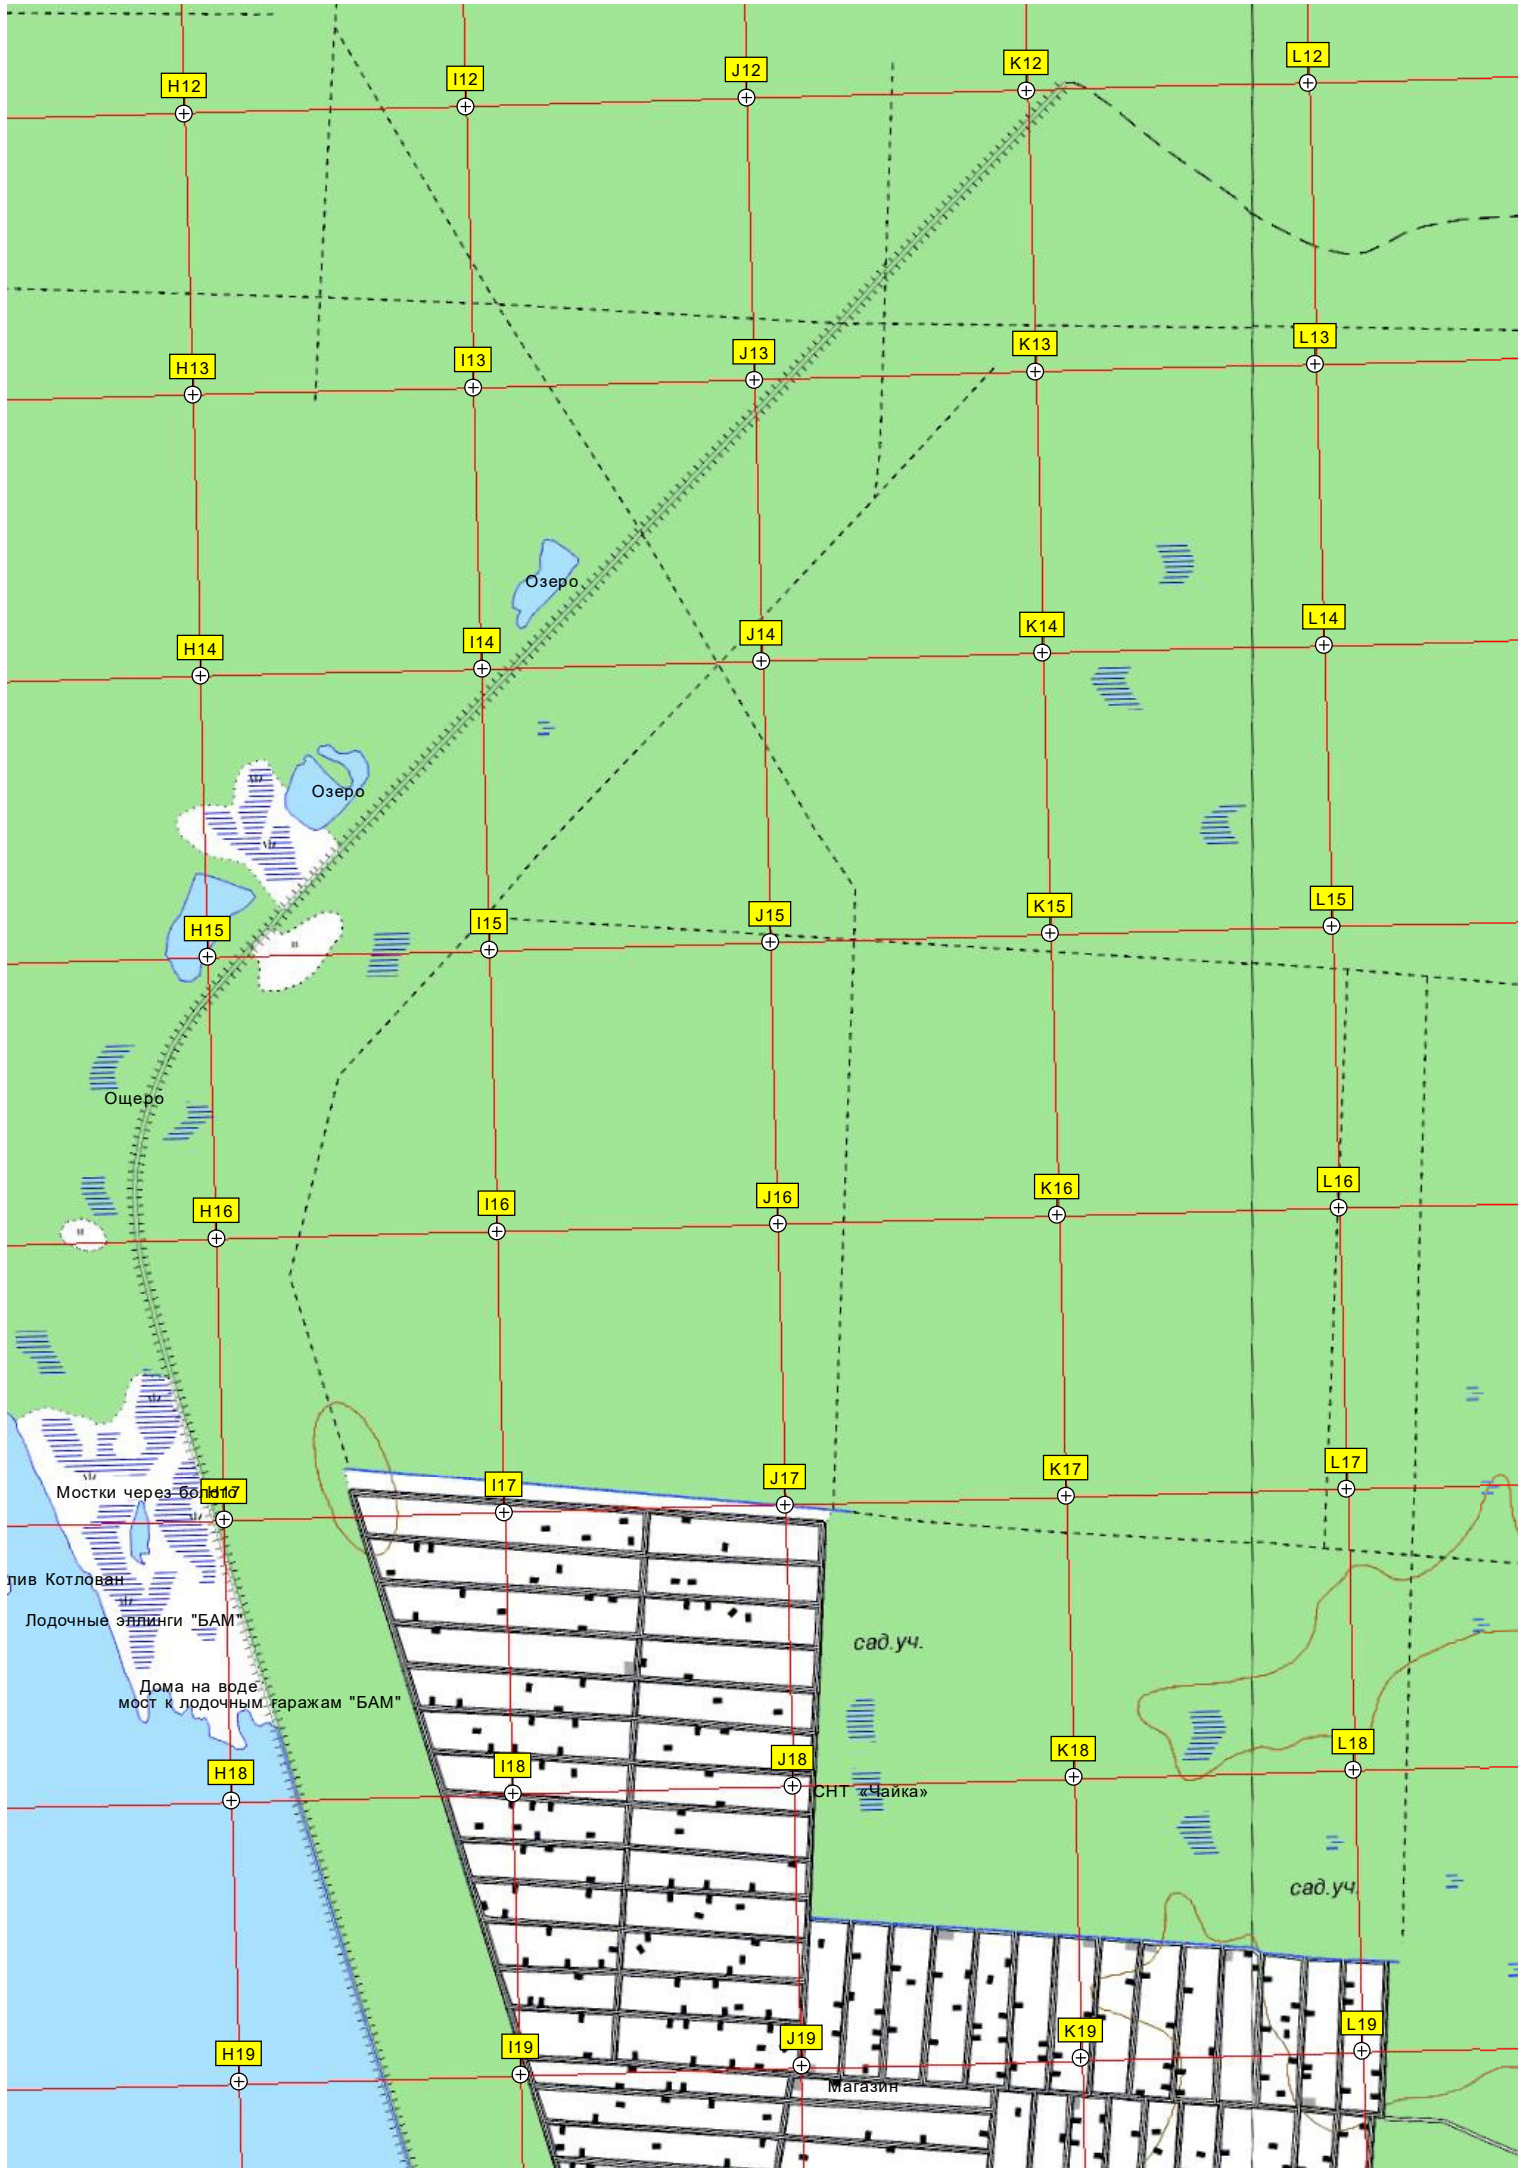 H12
I12
J12
K12
L12
H13
I13
J13
K13
L13
Озеро
H14
I14
J14
K14
L14
Озеро
H15
I15
J15
K15
L15
Ощеро
H16
I16
J16
K16
L16
Мостки через болото
H17
I17
J17
K17
L17
лив Котлован
Лодочные эллинги "БАМ"
сад.уч.
Дома на воде
мост к лодочным гаражам "БАМ"
H18
I18
J18
K18
L18
СНТ «Чайка»
сад.уч.
H19
I19
J19
K19
L19
Магазин